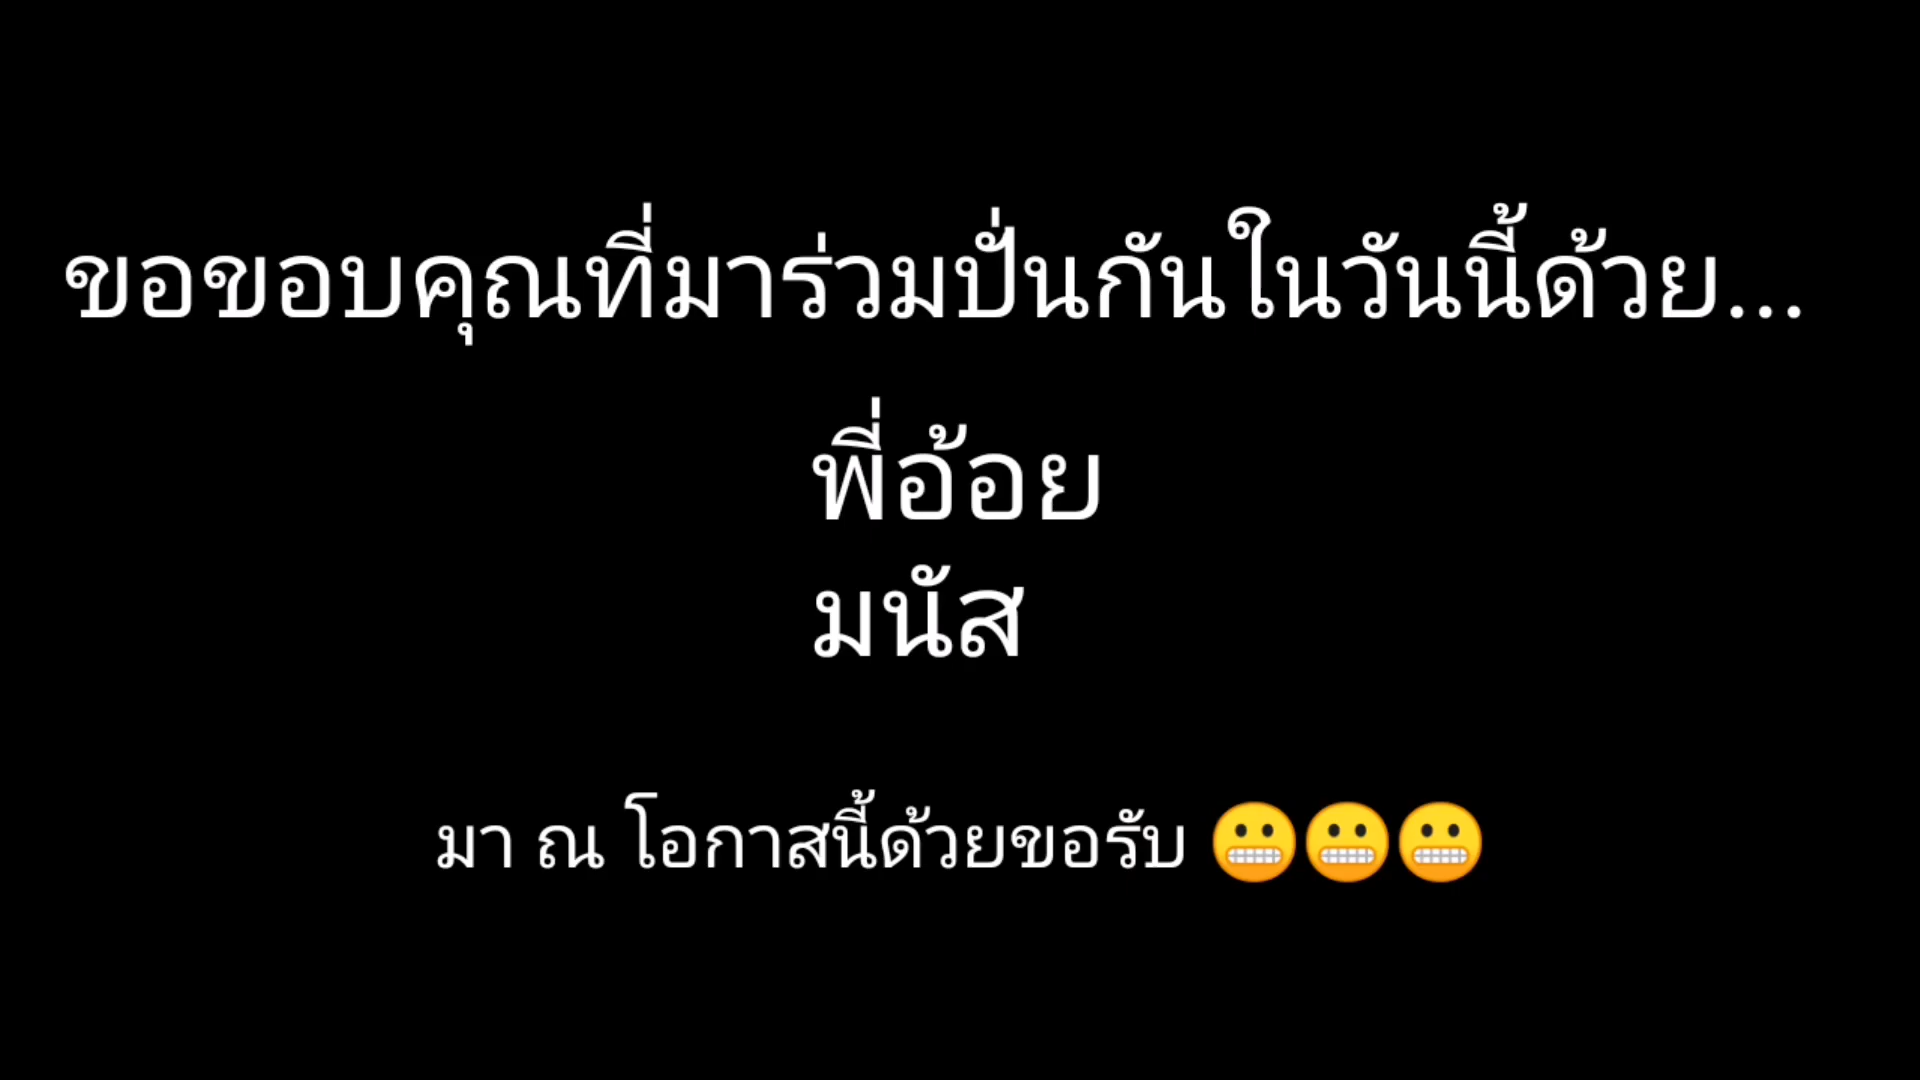 ขอขอบคุณที่มาร่วมปั่นกันในวันนี้ด้วย...
พี่อ้อย
มนัส
มา ณ โอกาสนี้ด้วยขอรับ 😬😬😬